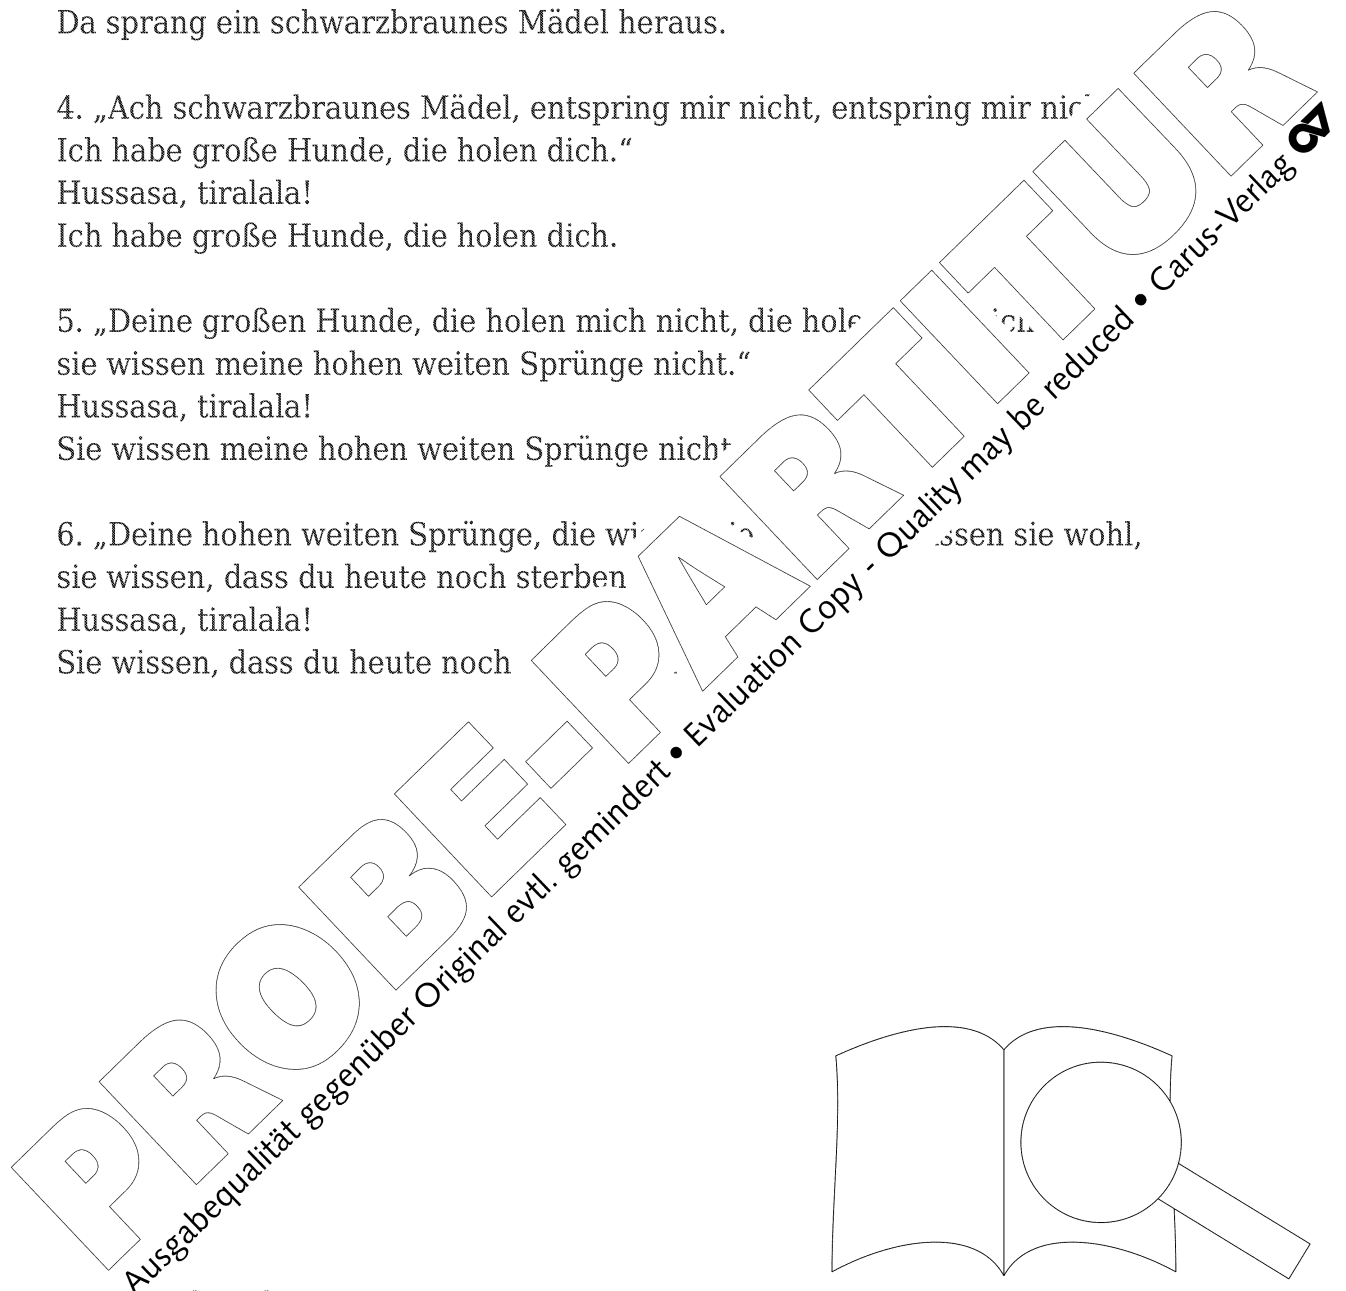 Da sprang ein schwarzbraunes Mädel heraus.
4. „Ach schwarzbraunes Mädel, entspring mir nicht, entspring mir
Ich habe große Hunde, die holen dich.“
Hussasa, tiralala!
Ich habe große Hunde, die holen dich.
5. „Deine großen Hunde, die holen mich nicht, die
sie wissen meine hohen weiten Sprünge nicht.“
Hussasa, tiralala!
Sie wissen meine hohen weiten Sprünge nicht
6. „Deine hohen weiten Sprünge, die sie wohl,
sie wissen, dass du heute noch sterben
Hussasa, tiralala!
Sie wissen, dass du heute noch
PROBE-PARTITUR
Ausgabequalität gegenüber Original evtl. gemindert • Evaluation Copy - Quality may be reduced • Carus-Verlag